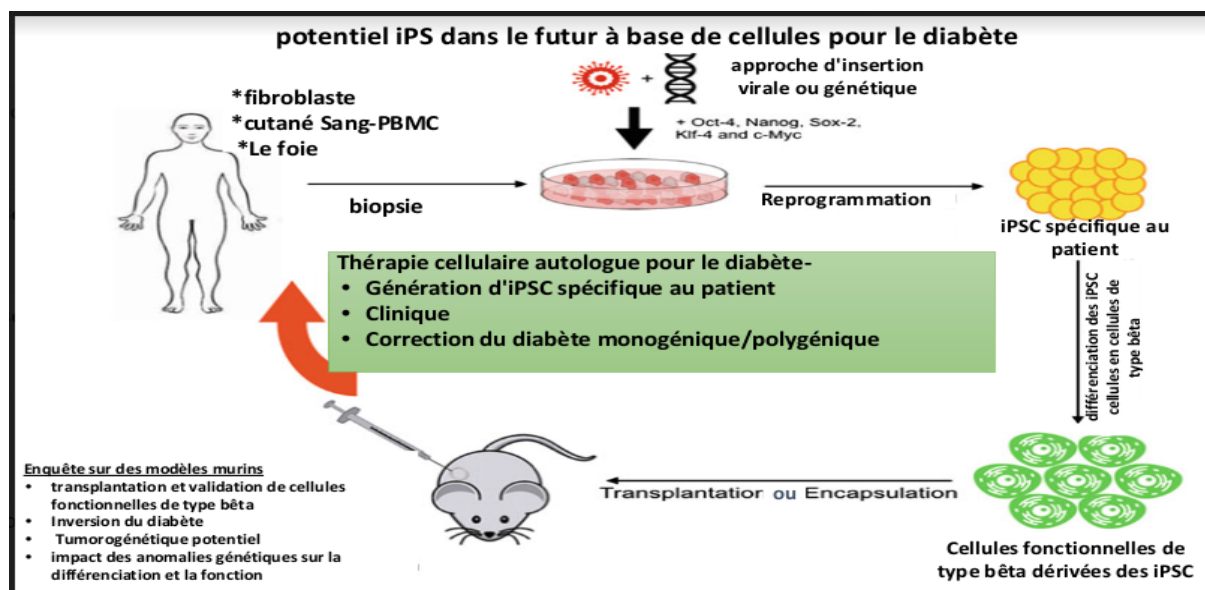 potentiel iPS dans le futur à base de cellules pour le diabète
*fibroblaste
*cutané Sang-PBMC
*Le foie
+
approche d'insertion
virale ou génétique
+ Oct-4, Nanog, Sox-2,
Klf-4 and c-Myc
biopsie
Reprogrammation
iPSC spécifique au
patient
Thérapie cellulaire autologue pour le diabète-
• Génération d'iPSC spécifique au patient
• Clinique
• Correction du diabète monogénique/polygénique
différenciation des iPSC
cellules en cellules de
type bêta
Enquête sur des modèles murins
• transplantation et validation de cellules
fonctionnelles de type bêta
• Inversion du diabète
• Tumorogénétique potentiel
• impact des anomalies génétiques sur la
différenciation et la fonction
Transplantatior ou Encapsulation
Cellules fonctionnelles de
type bêta dérivées des iPSC